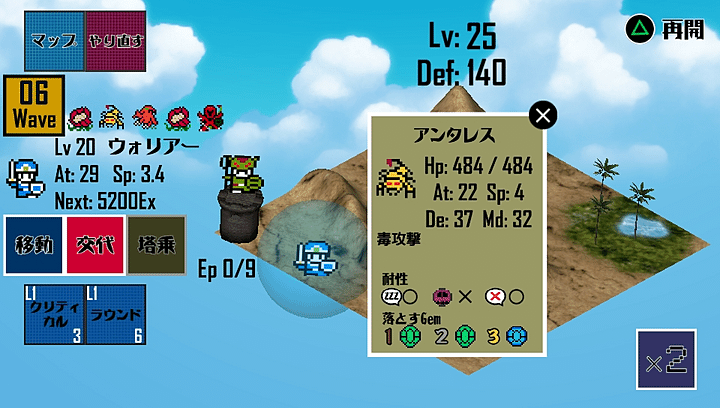 マップ
やり直す
Lv: 25
Def: 140
再開
06
Wave
Lv 20 ウォリアー
At: 29 Sp: 3.4
Next: 5200Ex
移動
交代
塔乗
Ep 0/9
L1
クリティカル
3
L1
ラウンド
6
アンタレス
Hp: 484 / 484
At: 22 Sp: 4
De: 37 Md: 32
毒攻撃
耐性
zzz ○ × ○
落とすGem
1 2 3
×2